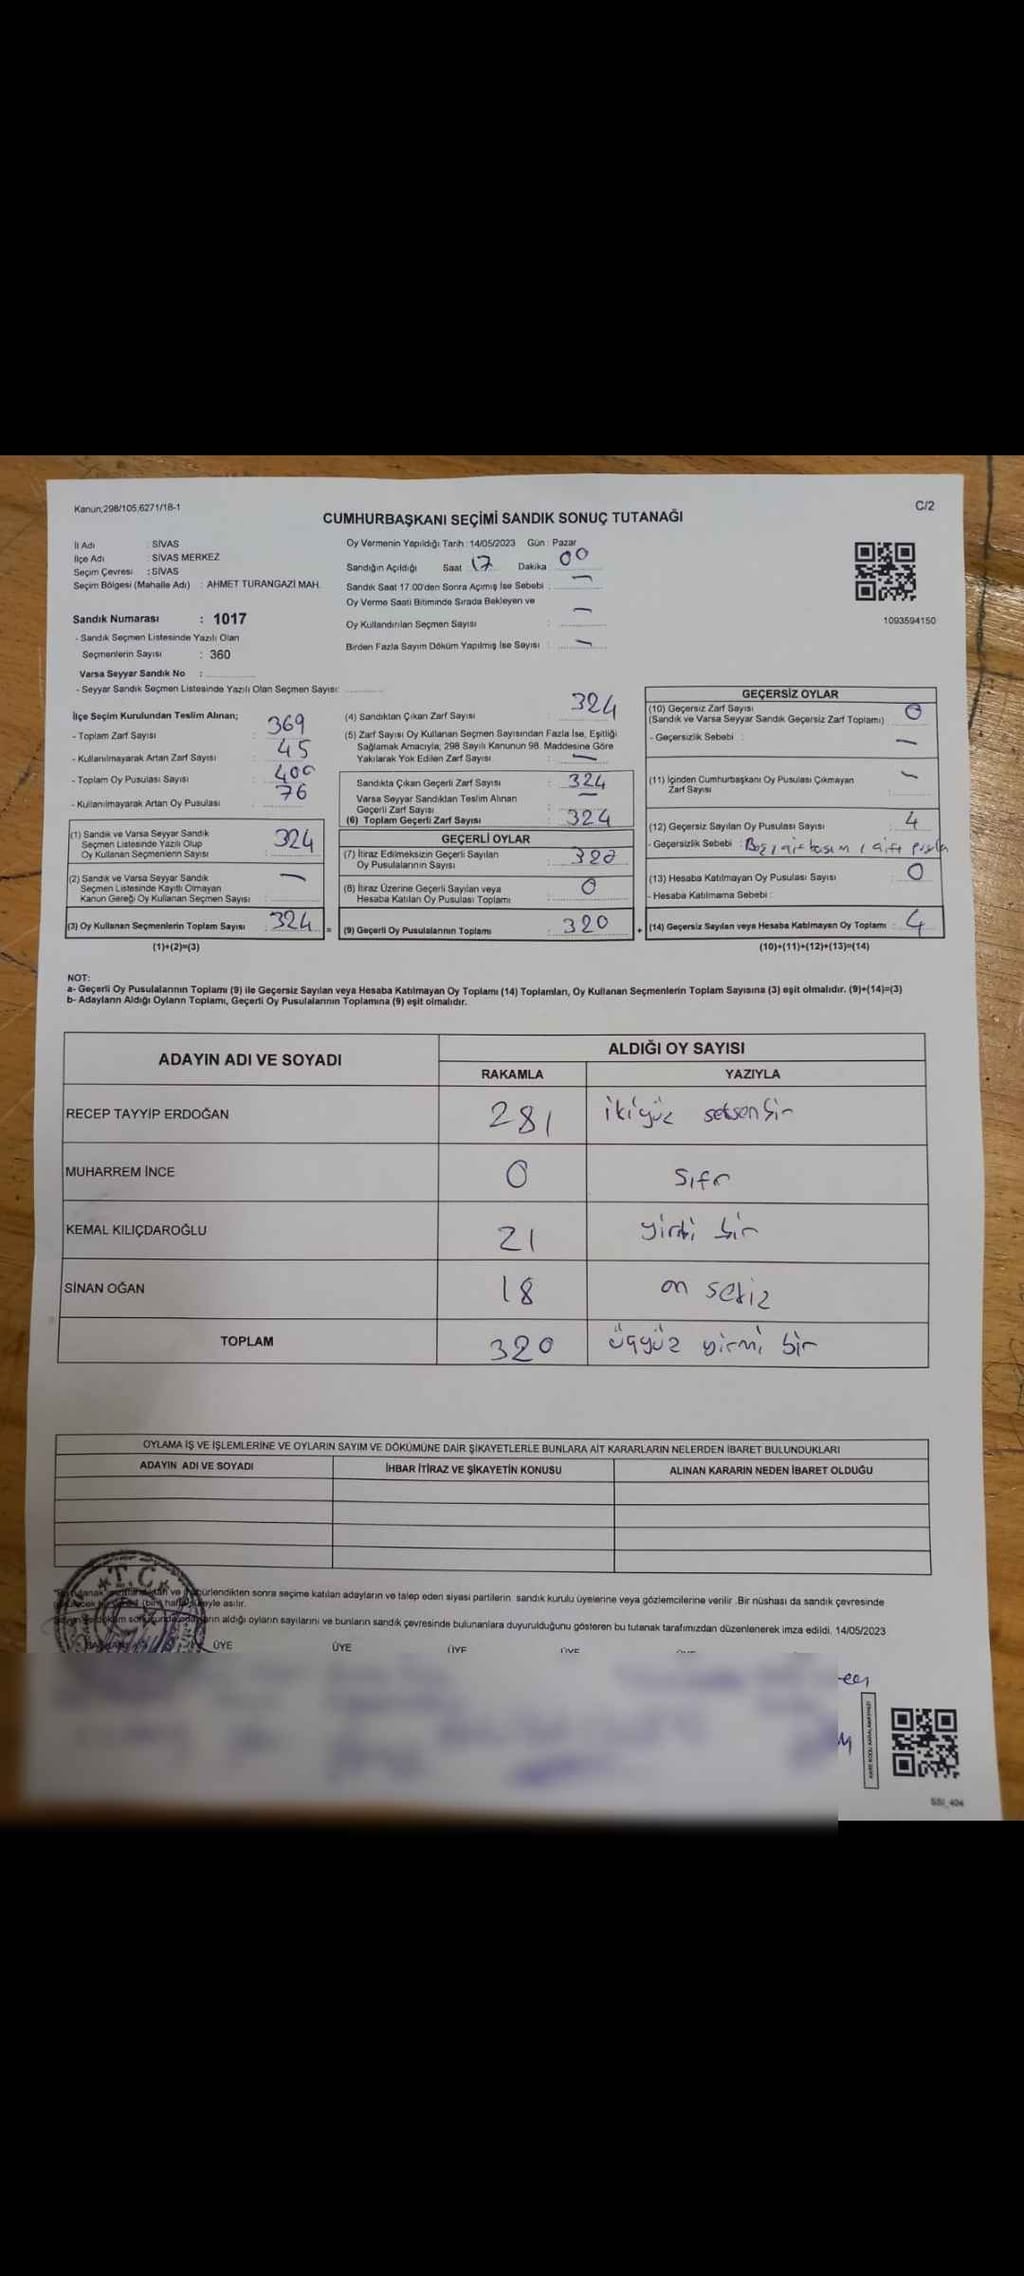 Kanun;298/105,6271/18-1
C/2
CUMHURBAŞKANI SEÇİMİ SANDIK SONUÇ TUTANAĞI
İl Adı : SİVAS
İlçe Adı : SİVAS MERKEZ
Seçim Çevresi : SİVAS
Seçim Bölgesi (Mahalle Adı) : AHMET TURANGAZİ MAH.
Sandık Numarası : 1017
- Sandık Seçmen Listesinde Yazılı Olan
Seçmenlerin Sayısı : 360
Varsa Seyyar Sandık No :
- Seyyar Sandık Seçmen Listesinde Yazılı Olan Seçmen Sayısı:
Oy Vermenin Yapıldığı Tarih :14/05/2023 Gün : Pazar
Sandığın Açıldığı Saat 17 Dakika 00
Sandık Saat 17.00'den Sonra Açımış İse Sebebi : -
Oy Verme Saati Bitiminde Sırada Bekleyen ve
Oy Kullandırılan Seçmen Sayısı : -
Birden Fazla Sayım Döküm Yapılmış İse Sayısı : -
1093594150
İlçe Seçim Kurulundan Teslim Alınan;
- Toplam Zarf Sayısı : 369
- Kullanılmayarak Artan Zarf Sayısı : 45
- Toplam Oy Pusulası Sayısı : 400
- Kullanılmayarak Artan Oy Pusulası : 76
(1) Sandık ve Varsa Seyyar Sandık
Seçmen Listesinde Yazılı Olup
Oy Kullanan Seçmenlerin Sayısı : 324
(2) Sandık ve Varsa Seyyar Sandık
Seçmen Listesinde Kayıtlı Olmayan
Kanun Gereği Oy Kullanan Seçmen Sayısı : -
(3) Oy Kullanan Seçmenlerin Toplam Sayısı : 324 =
(1)+(2)=(3)
(4) Sandıktan Çıkan Zarf Sayısı : 324
(5) Zarf Sayısı Oy Kullanan Seçmen Sayısından Fazla İse, Eşitliği
Sağlamak Amacıyla; 298 Sayılı Kanunun 98. Maddesine Göre
Yakılarak Yok Edilen Zarf Sayısı : -
Sandıkta Çıkan Geçerli Zarf Sayısı : 324
Varsa Seyyar Sandıktan Teslim Alınan
Geçerli Zarf Sayısı : -
(6) Toplam Geçerli Zarf Sayısı : 324
GEÇERLİ OYLAR
(7) İtiraz Edilmeksizin Geçerli Sayılan
Oy Pusulalarının Sayısı : 320
(8) İtiraz Üzerine Geçerli Sayılan veya
Hesaba Katılan Oy Pusulası Toplamı : 0
(9) Geçerli Oy Pusulalarının Toplamı : 320 +
GEÇERSİZ OYLAR
(10) Geçersiz Zarf Sayısı
(Sandık ve Varsa Seyyar Sandık Geçersiz Zarf Toplamı) : 0
- Geçersizlik Sebebi : -
(11) İçinden Cumhurbaşkanı Oy Pusulası Çıkmayan
Zarf Sayısı : -
(12) Geçersiz Sayılan Oy Pusulası Sayısı : 4
- Geçersizlik Sebebi : Boş, çift basım, çift pusula
(13) Hesaba Katılmayan Oy Pusulası Sayısı : 0
- Hesaba Katılmama Sebebi :
(14) Geçersiz Sayılan veya Hesaba Katılmayan Oy Toplamı : 4
(10)+(11)+(12)+(13)=(14)
NOT:
a- Geçerli Oy Pusulalarının Toplamı (9) ile Geçersiz Sayılan veya Hesaba Katılmayan Oy Toplamı (14) Toplamları, Oy Kullanan Seçmenlerin Toplam Sayısına (3) eşit olmalıdır. (9)+(14)=(3)
b- Adayların Aldığı Oyların Toplamı, Geçerli Oy Pusulalarının Toplamına (9) eşit olmalıdır.
ADAYIN ADI VE SOYADI ALDIĞI OY SAYISI
RAKAMLA YAZIYLA
RECEP TAYYİP ERDOĞAN 281 ikiyüz seksenbir
MUHARREM İNCE 0 Sıfır
KEMAL KILIÇDAROĞLU 21 yirmi bir
SİNAN OĞAN 18 on sekiz
TOPLAM 320 üçyüz yirmi bir
OYLAMA İŞ VE İŞLEMLERİNE VE OYLARIN SAYIM VE DÖKÜMÜNE DAİR ŞİKAYETLERLE BUNLARA AİT KARARLARIN NELERDEN İBARET BULUNDUKLARI
ADAYIN ADI VE SOYADI İHBAR İTİRAZ VE ŞİKAYETİN KONUSU ALINAN KARARIN NEDEN İBARET OLDUĞU
T.C.
sonra seçime katılan adayların ve talep eden siyasi partilerin sandık kurulu üyelerine veya gözlemcilerine verilir .Bir nüshası da sandık çevresinde
asılır.
aldığı oyların sayılarını ve bunların sandık çevresinde bulunanlara duyurulduğunu gösteren bu tutanak tarafımızdan düzenlenerek imza edildi. 14/05/2023
ÜYE ÜYE ÜYE